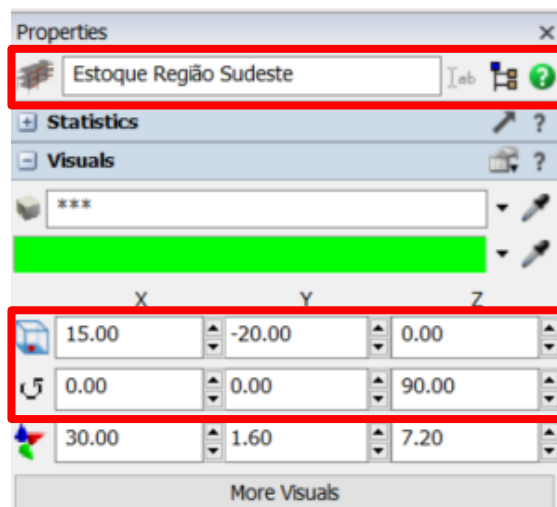 Properties ×
Estoque Região Sudeste Iab ?
+ Statistics ?
- Visuals ?
***
X Y Z
15.00 -20.00 0.00
0.00 0.00 90.00
30.00 1.60 7.20
More Visuals